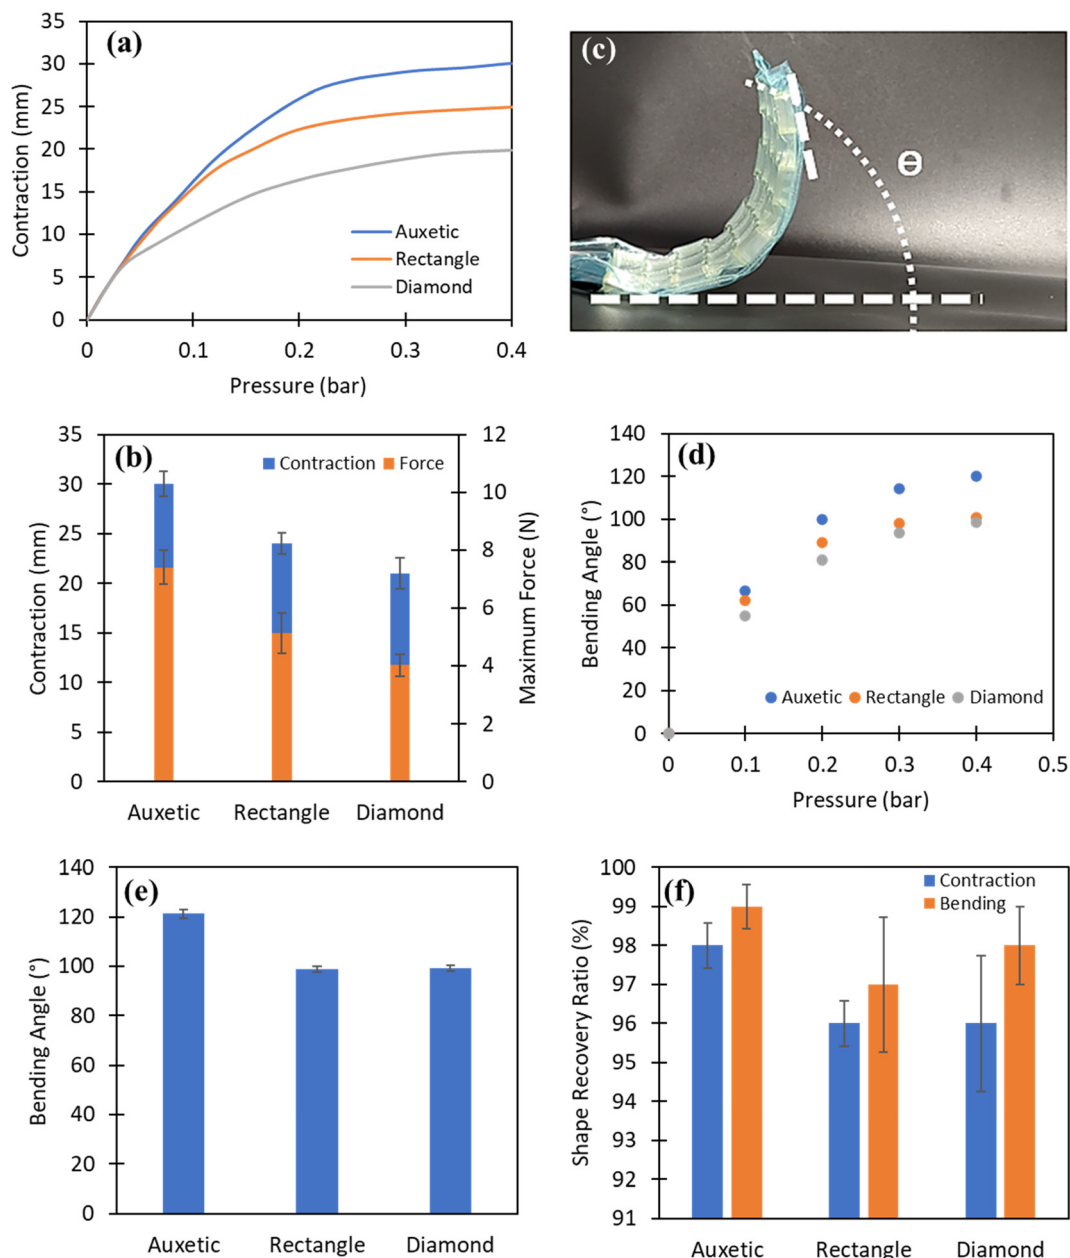 (a)
Contraction (mm)
35
30
25
20
15
10
5
0
Auxetic
Rectangle
Diamond
0 0.1 0.2 0.3 0.4
Pressure (bar)
(c)
Ө
(b)
Contraction Force
Contraction (mm)
35
30
25
20
15
10
5
0
Maximum Force (N)
12
10
8
6
4
2
0
Auxetic Rectangle Diamond
(d)
Bending Angle (°)
140
120
100
80
60
40
20
0
Auxetic Rectangle Diamond
0 0.1 0.2 0.3 0.4 0.5
Pressure (bar)
(e)
Bending Angle (°)
140
120
100
80
60
40
20
0
Auxetic Rectangle Diamond
(f)
Contraction
Bending
Shape Recovery Ratio (%)
100
99
98
97
96
95
94
93
92
91
Auxetic Rectangle Diamond